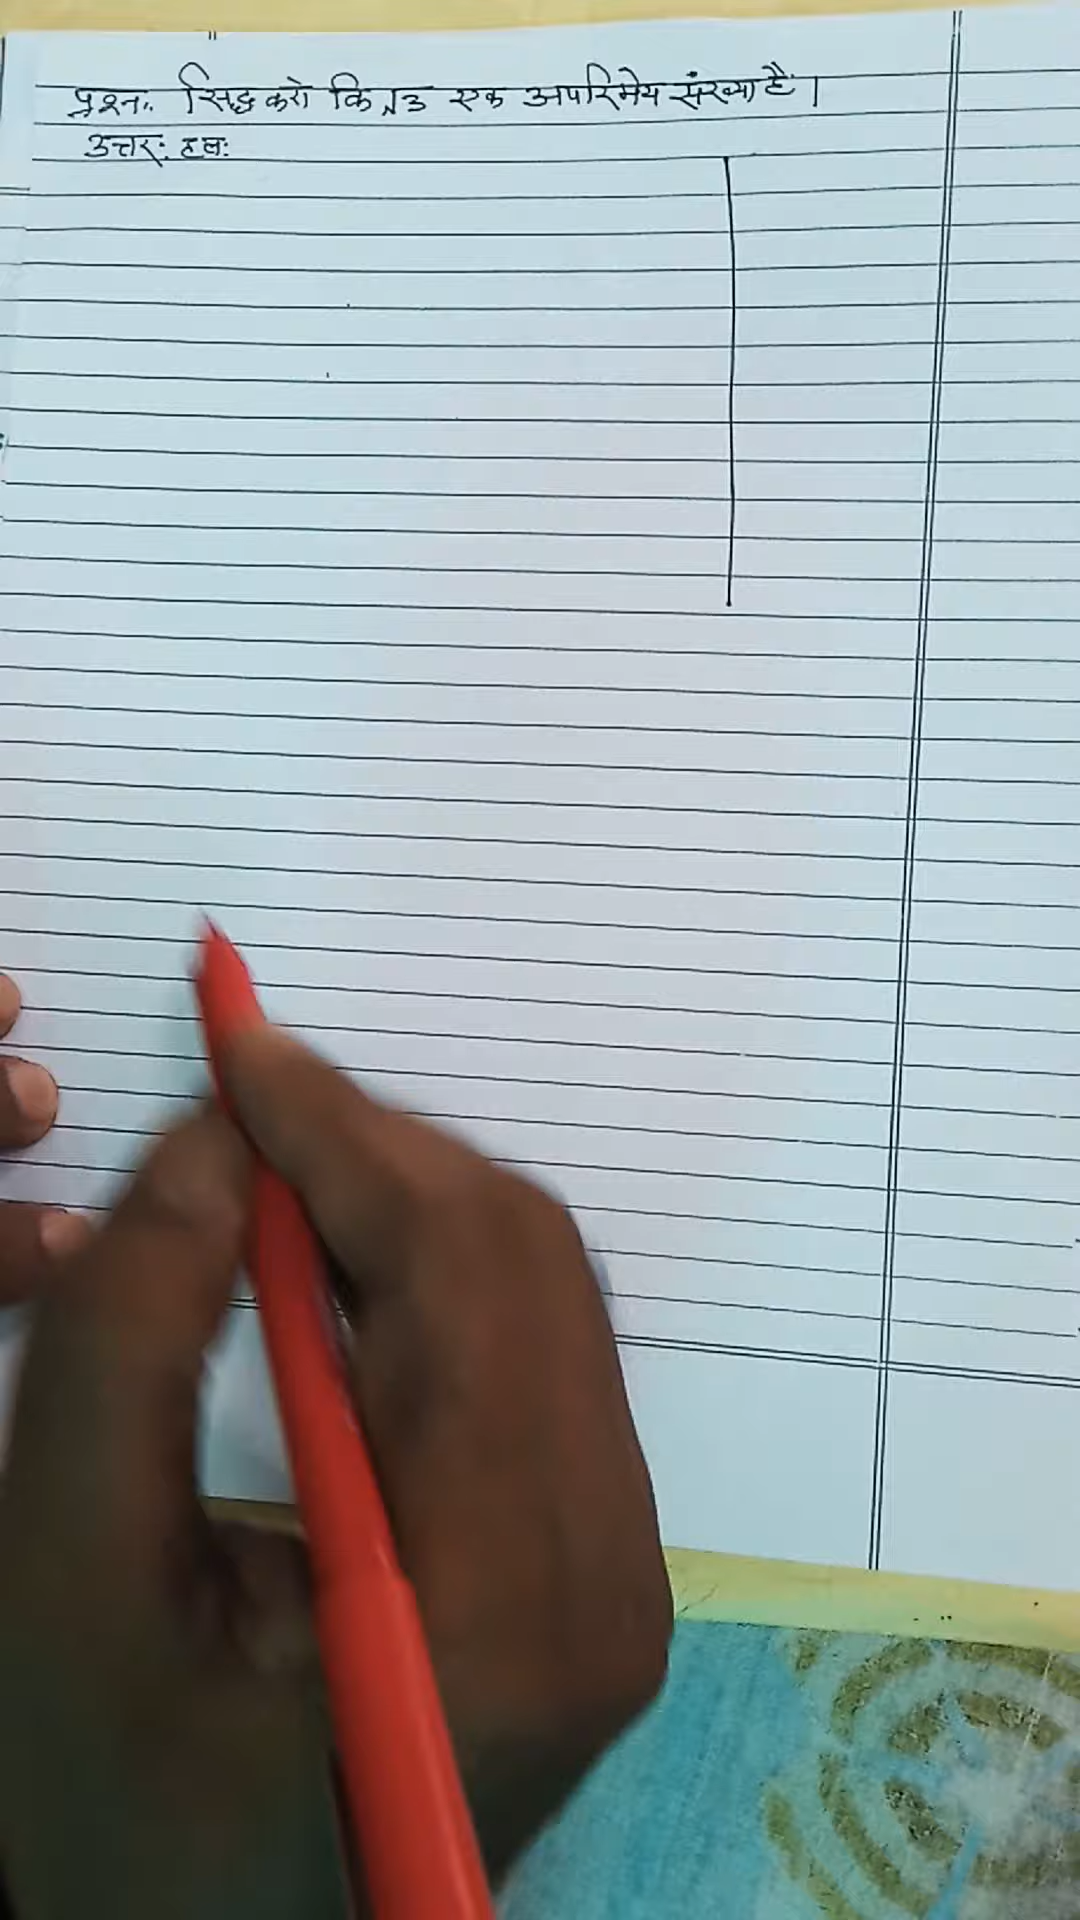 प्रश्न:. सिद्ध करो कि √3 एक अपरिमेय संख्या है।
उत्तर: हल: